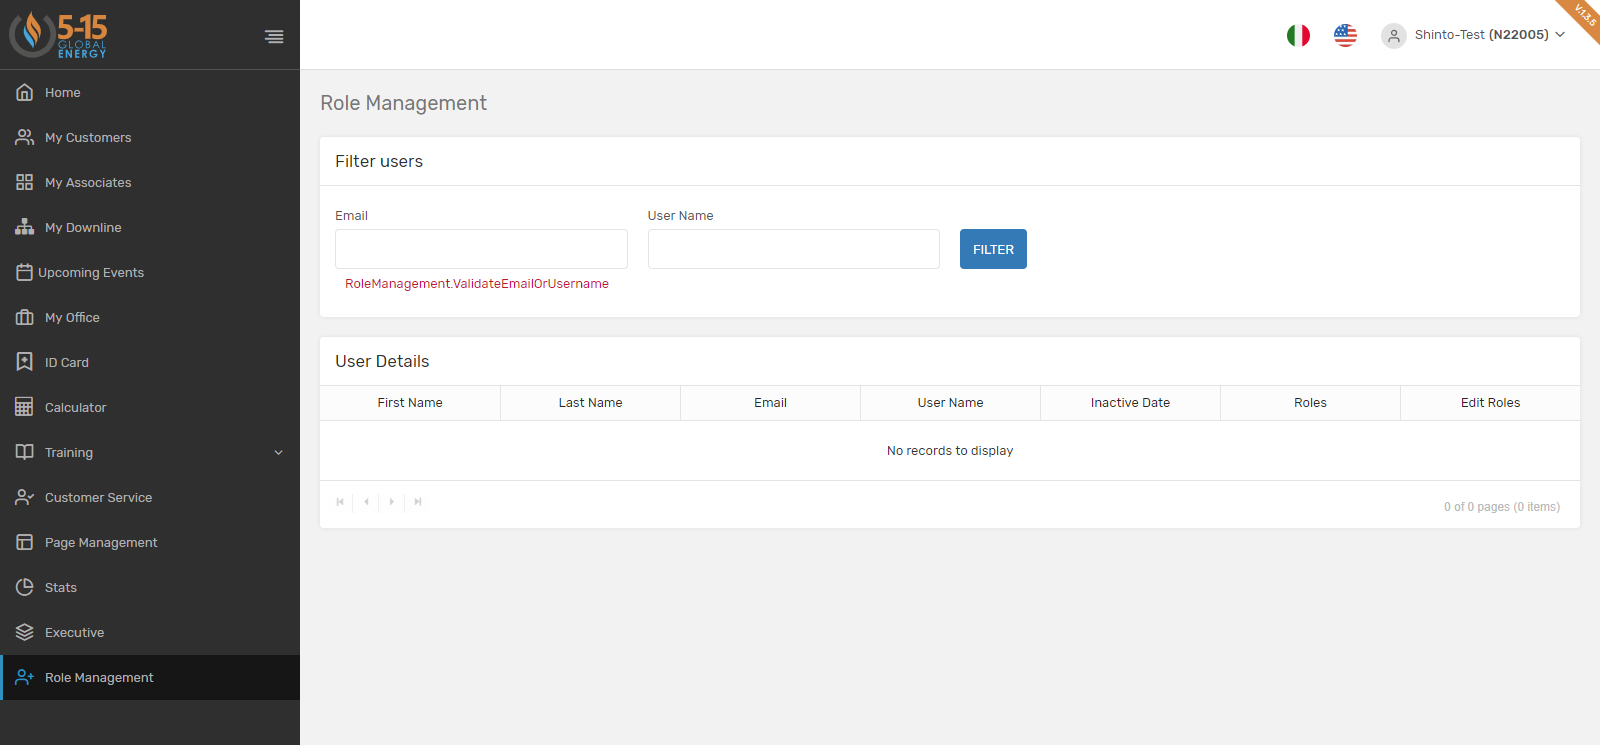 5-15
GLOBAL
ENERGY
Shinto-Test (N22005)
V.1.3.5
Home
My Customers
My Associates
My Downline
Upcoming Events
My Office
ID Card
Calculator
Training
Customer Service
Page Management
Stats
Executive
Role Management
Role Management
Filter users
Email
User Name
FILTER
RoleManagement.ValidateEmailOrUsername
User Details
First Name Last Name Email User Name Inactive Date Roles Edit Roles
No records to display
0 of 0 pages (0 items)